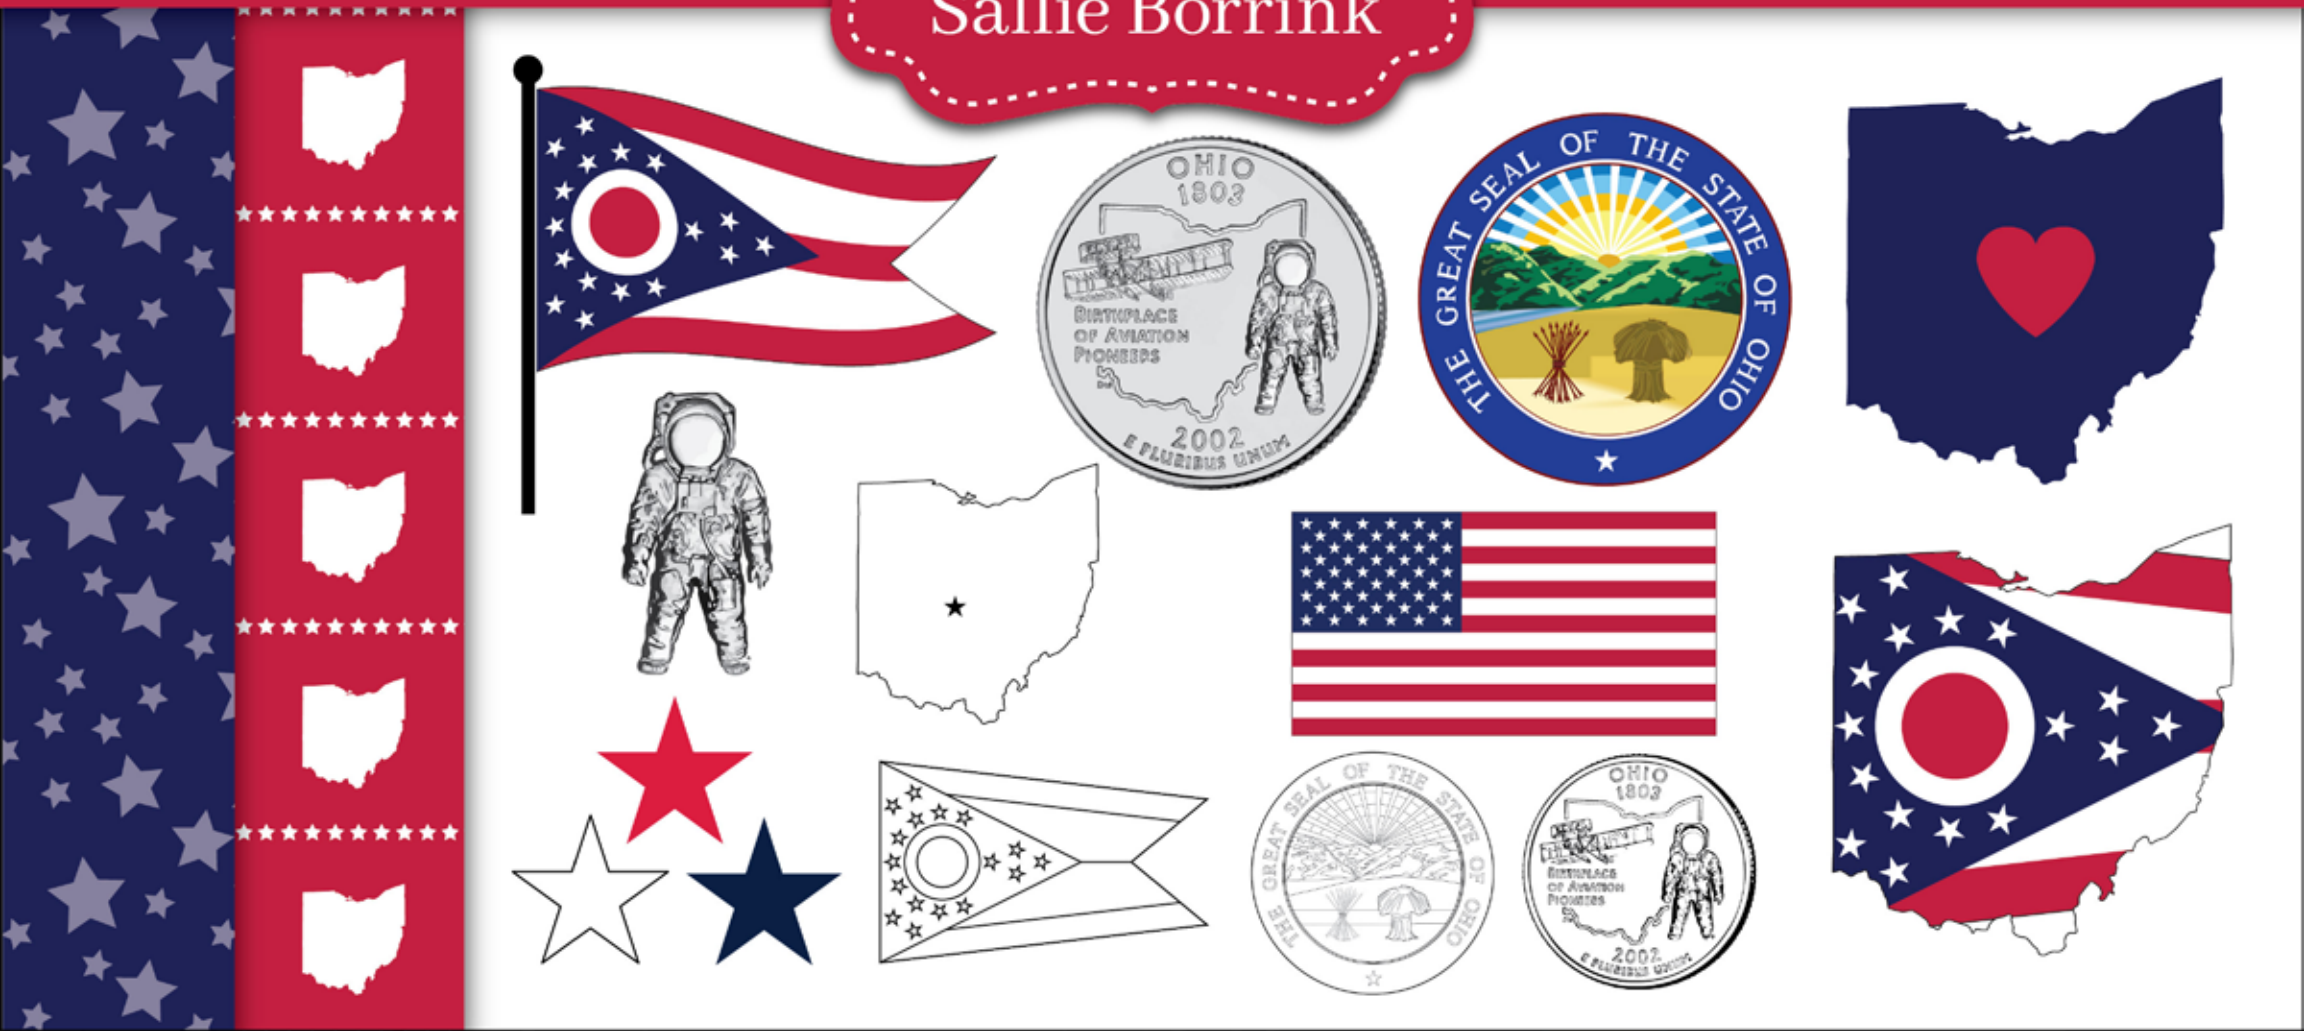 Sallie Borrink
OHIO
1803
BIRTHPLACE
OF AVIATION
PIONEERS
2002
E PLURIBUS UNUM
THE GREAT SEAL OF THE STATE OF OHIO
THE GREAT SEAL OF THE STATE OF OHIO
OHIO
1803
BIRTHPLACE
OF AVIATION
PIONEERS
2002
E PLURIBUS UNUM